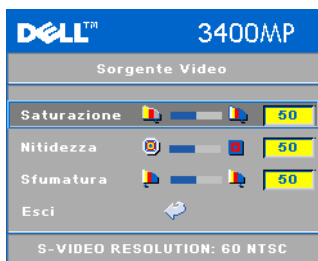 DELL™ 3400MP
Sorgente Video
Saturazione 50
Nitidezza 50
Sfumatura 50
Esci
S-VIDEO RESOLUTION: 60 NTSC